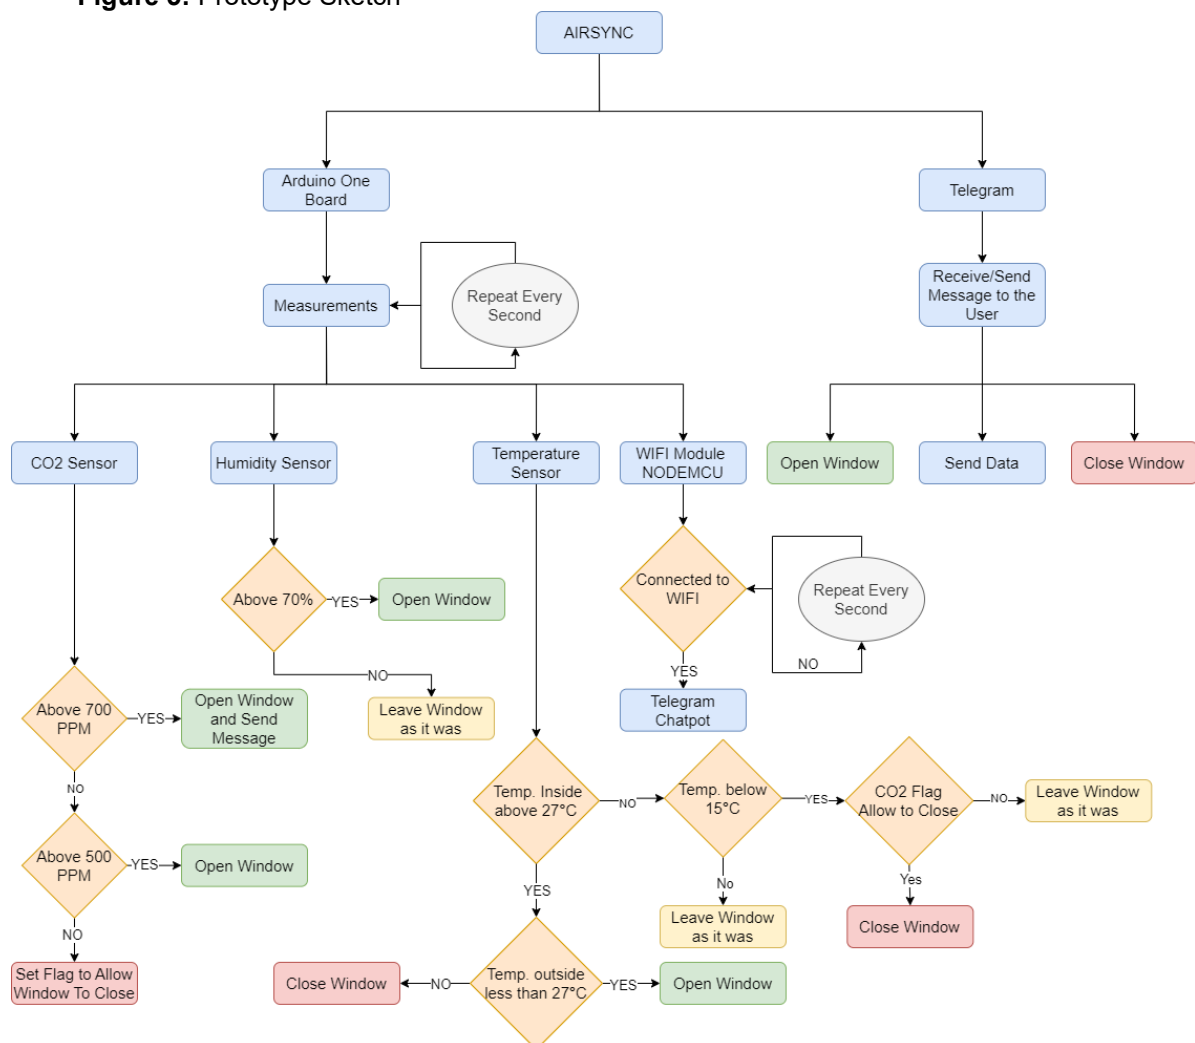 Figure 3. Prototype Sketch
AIRSYNC
Arduino One
Board
Telegram
Measurements
Repeat Every
Second
Receive/Send
Message to the
User
CO2 Sensor
Humidity Sensor
Temperature
Sensor
WIFI Module
NODEMCU
Open Window
Send Data
Close Window
Above 70%
YES
Open Window
Connected to
WIFI
Repeat Every
Second
NO
YES
Telegram
Chatpot
NO
Leave Window
as it was
Above 700
PPM
YES
Open Window
and Send
Message
NO
Above 500
PPM
YES
Open Window
NO
Set Flag to Allow
Window To Close
Temp. Inside
above 27°C
NO
Temp. below
15°C
YES
CO2 Flag
Allow to Close
NO
Leave Window
as it was
YES
No
Leave Window
as it was
Yes
Close Window
Temp. outside
less than 27°C
NO
Close Window
YES
Open Window